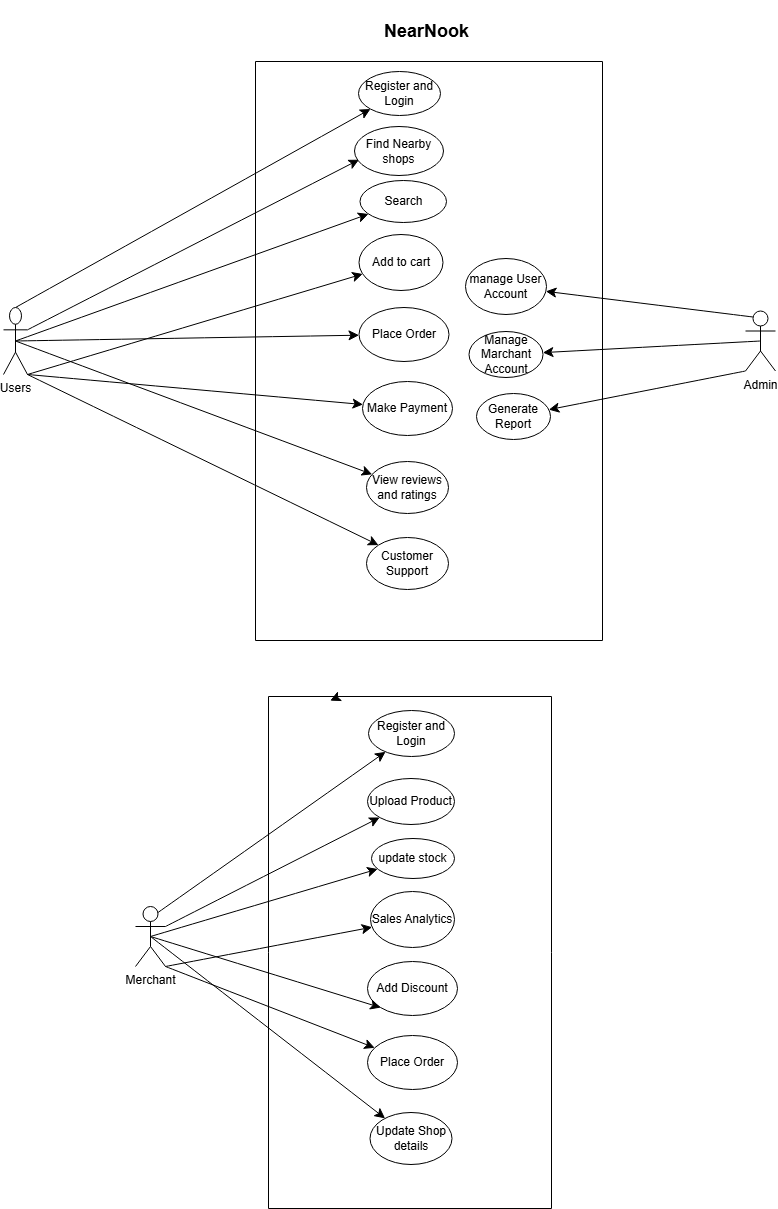 NearNook
Register and
Login
Find Nearby
shops
Search
Add to cart
Place Order
Make Payment
View reviews
and ratings
Customer
Support
Users
manage User
Account
Manage
Marchant
Account
Generate
Report
Admin
Register and
Login
Upload Product
update stock
Sales Analytics
Add Discount
Place Order
Update Shop
details
Merchant